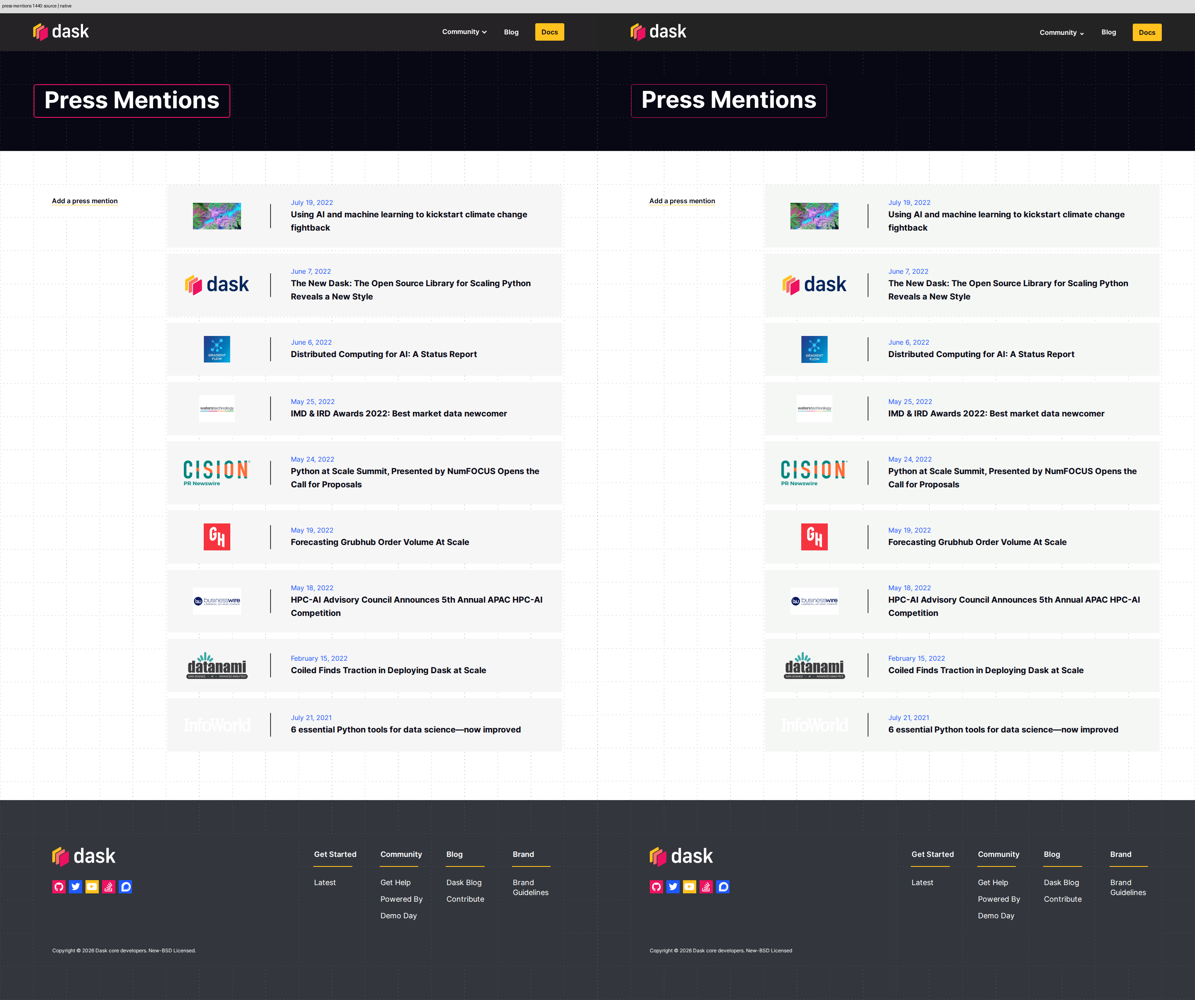 press mentions 1440 source | native
dask
Community
Blog
Docs
Press Mentions
Add a press mention
July 19, 2022
Using AI and machine learning to kickstart climate change
fightback
dask
June 7, 2022
The New Dask: The Open Source Library for Scaling Python
Reveals a New Style
GRADIENT
FLOW
June 6, 2022
Distributed Computing for AI: A Status Report
waterstechnology
May 25, 2022
IMD & IRD Awards 2022: Best market data newcomer
CISION
PR Newswire
May 24, 2022
Python at Scale Summit, Presented by NumFOCUS Opens the
Call for Proposals
GH
May 19, 2022
Forecasting Grubhub Order Volume At Scale
businesswire
May 18, 2022
HPC-AI Advisory Council Announces 5th Annual APAC HPC-AI
Competition
datanami
February 15, 2022
Coiled Finds Traction in Deploying Dask at Scale
InfoWorld
July 21, 2021
6 essential Python tools for data science—now improved
dask
Get Started
Community
Blog
Brand
Latest
Get Help
Dask Blog
Brand
Guidelines
Powered By
Contribute
Demo Day
Copyright © 2026 Dask core developers. New-BSD Licensed.
dask
Community
Blog
Docs
Press Mentions
Add a press mention
July 19, 2022
Using AI and machine learning to kickstart climate change
fightback
dask
June 7, 2022
The New Dask: The Open Source Library for Scaling Python
Reveals a New Style
GRADIENT
FLOW
June 6, 2022
Distributed Computing for AI: A Status Report
waterstechnology
May 25, 2022
IMD & IRD Awards 2022: Best market data newcomer
CISION
PR Newswire
May 24, 2022
Python at Scale Summit, Presented by NumFOCUS Opens the
Call for Proposals
GH
May 19, 2022
Forecasting Grubhub Order Volume At Scale
businesswire
May 18, 2022
HPC-AI Advisory Council Announces 5th Annual APAC HPC-AI
Competition
datanami
February 15, 2022
Coiled Finds Traction in Deploying Dask at Scale
InfoWorld
July 21, 2021
6 essential Python tools for data science—now improved
dask
Get Started
Community
Blog
Brand
Latest
Get Help
Dask Blog
Brand
Guidelines
Powered By
Contribute
Demo Day
Copyright © 2026 Dask core developers. New-BSD Licensed